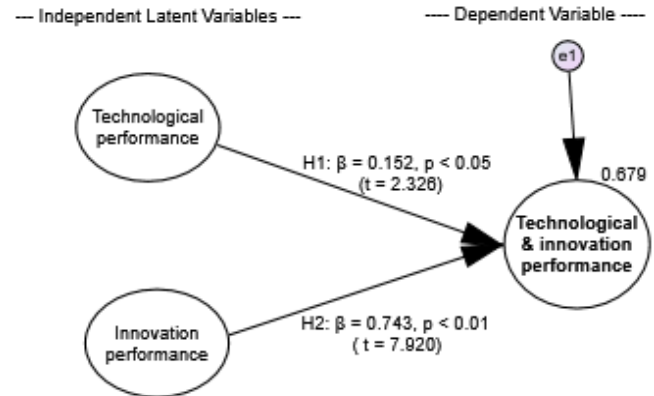 --- Independent Latent Variables ---
---- Dependent Variable ----
e1
Technological
performance
H1: β = 0.152, p < 0.05
(t = 2.326)
0.679
Technological
& innovation
performance
Innovation
performance
H2: β = 0.743, p < 0.01
( t = 7.920)